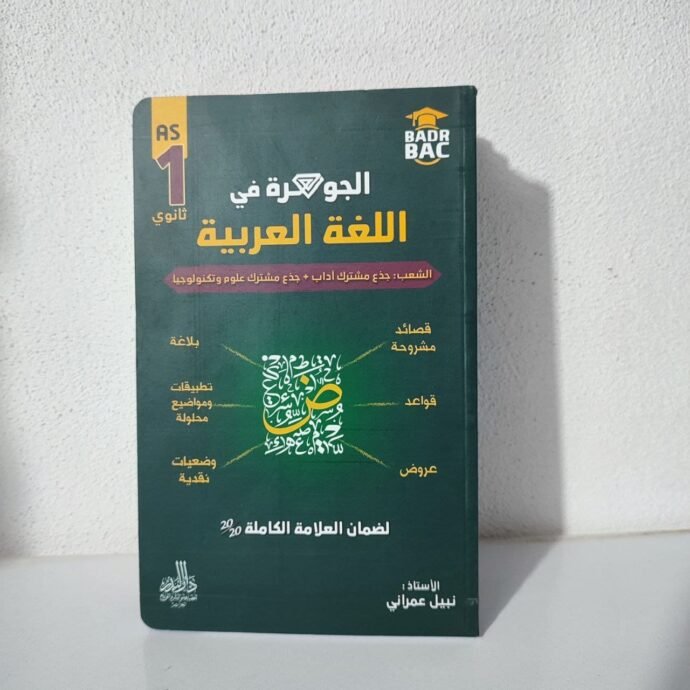 BADR
BAC
AS
1
ثانوي
الجوهرة في
اللغة العربية
الشعب: جذع مشترك آداب + جذع مشترك علوم وتكنولوجيا
قصائد
مشروحة
بلاغة
قواعد
تطبيقات
ومواضيع
محلولة
عروض
وضعيات
نقدية
ض
لضمان العلامة الكاملة 20/20
الأستاذ:
نبيل عمراني